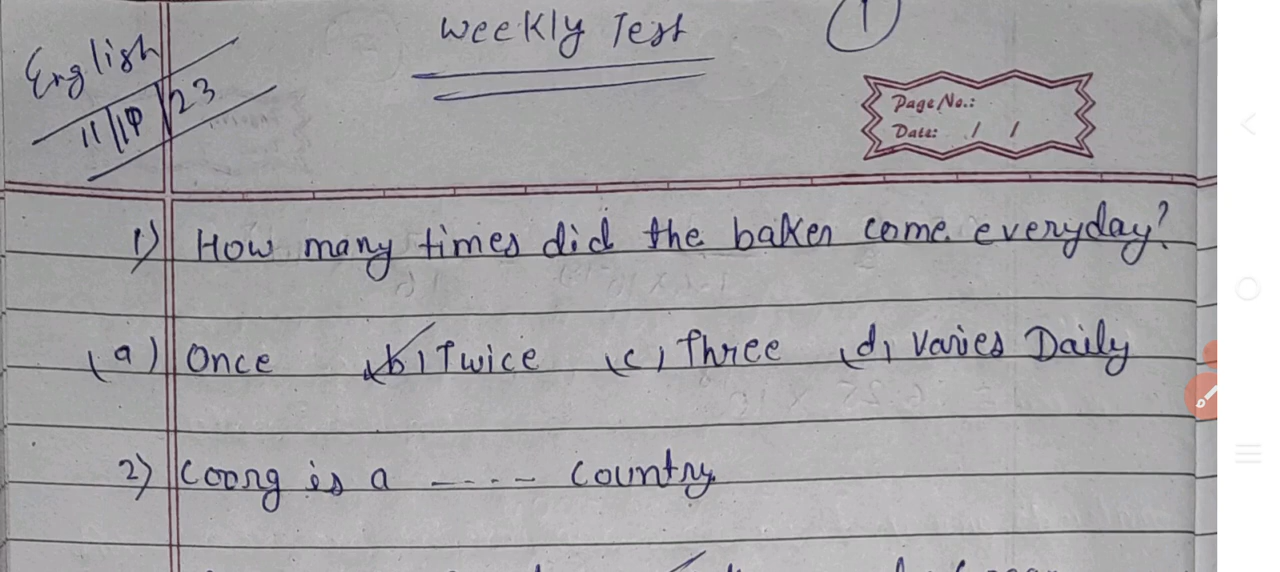 English
11/10/23
Weekly Test
1
Page No.:
Date: / /
1) How many times did the baker come everyday?
(a) Once (b) Twice (c) Three (d) Varies Daily
2) Coorg is a ---- Country.